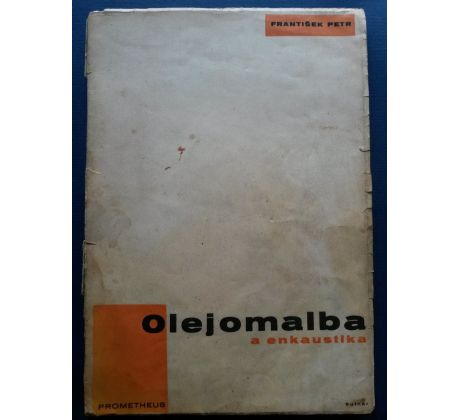 FRANTIŠEK PETR
Olejomalba
a enkaustika
PROMETHEUS